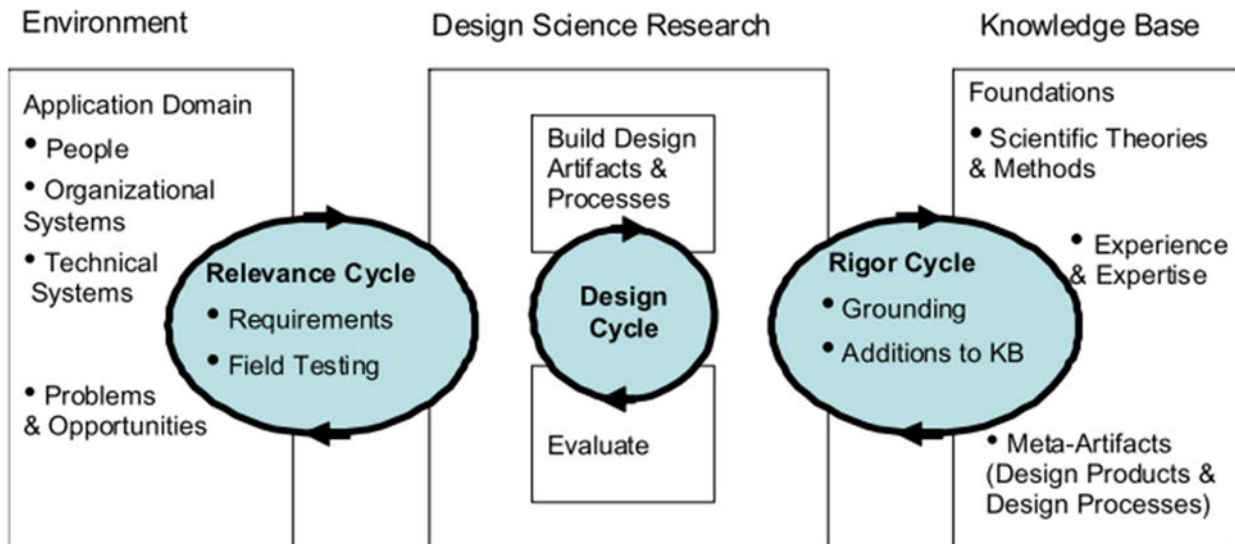 Environment
Design Science Research
Knowledge Base
Application Domain
• People
• Organizational
Systems
• Technical
Systems
• Problems
& Opportunities
Relevance Cycle
• Requirements
• Field Testing
Build Design
Artifacts &
Processes
Design
Cycle
Evaluate
Rigor Cycle
• Grounding
• Additions to KB
Foundations
• Scientific Theories
& Methods
• Experience
& Expertise
• Meta-Artifacts
(Design Products &
Design Processes)